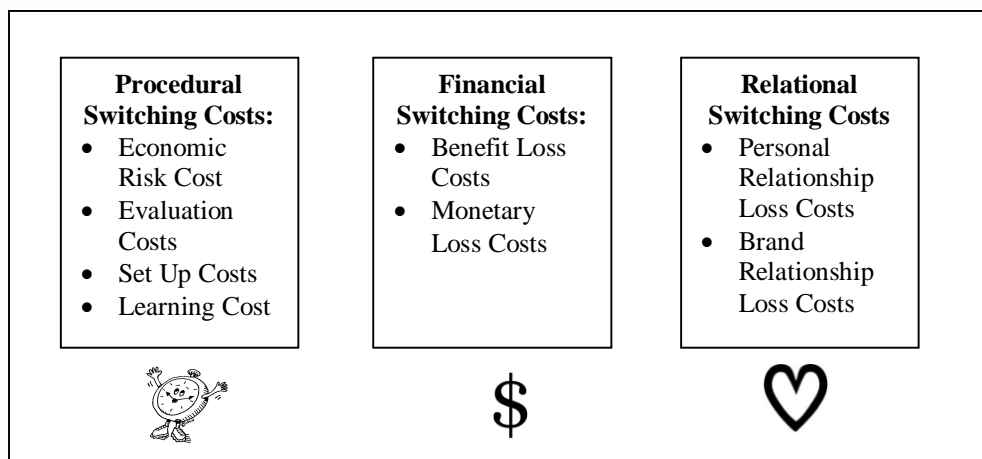 Procedural
Switching Costs:
• Economic
Risk Cost
• Evaluation
Costs
• Set Up Costs
• Learning Cost
Financial
Switching Costs:
• Benefit Loss
Costs
• Monetary
Loss Costs
Relational
Switching Costs
• Personal
Relationship
Loss Costs
• Brand
Relationship
Loss Costs
$